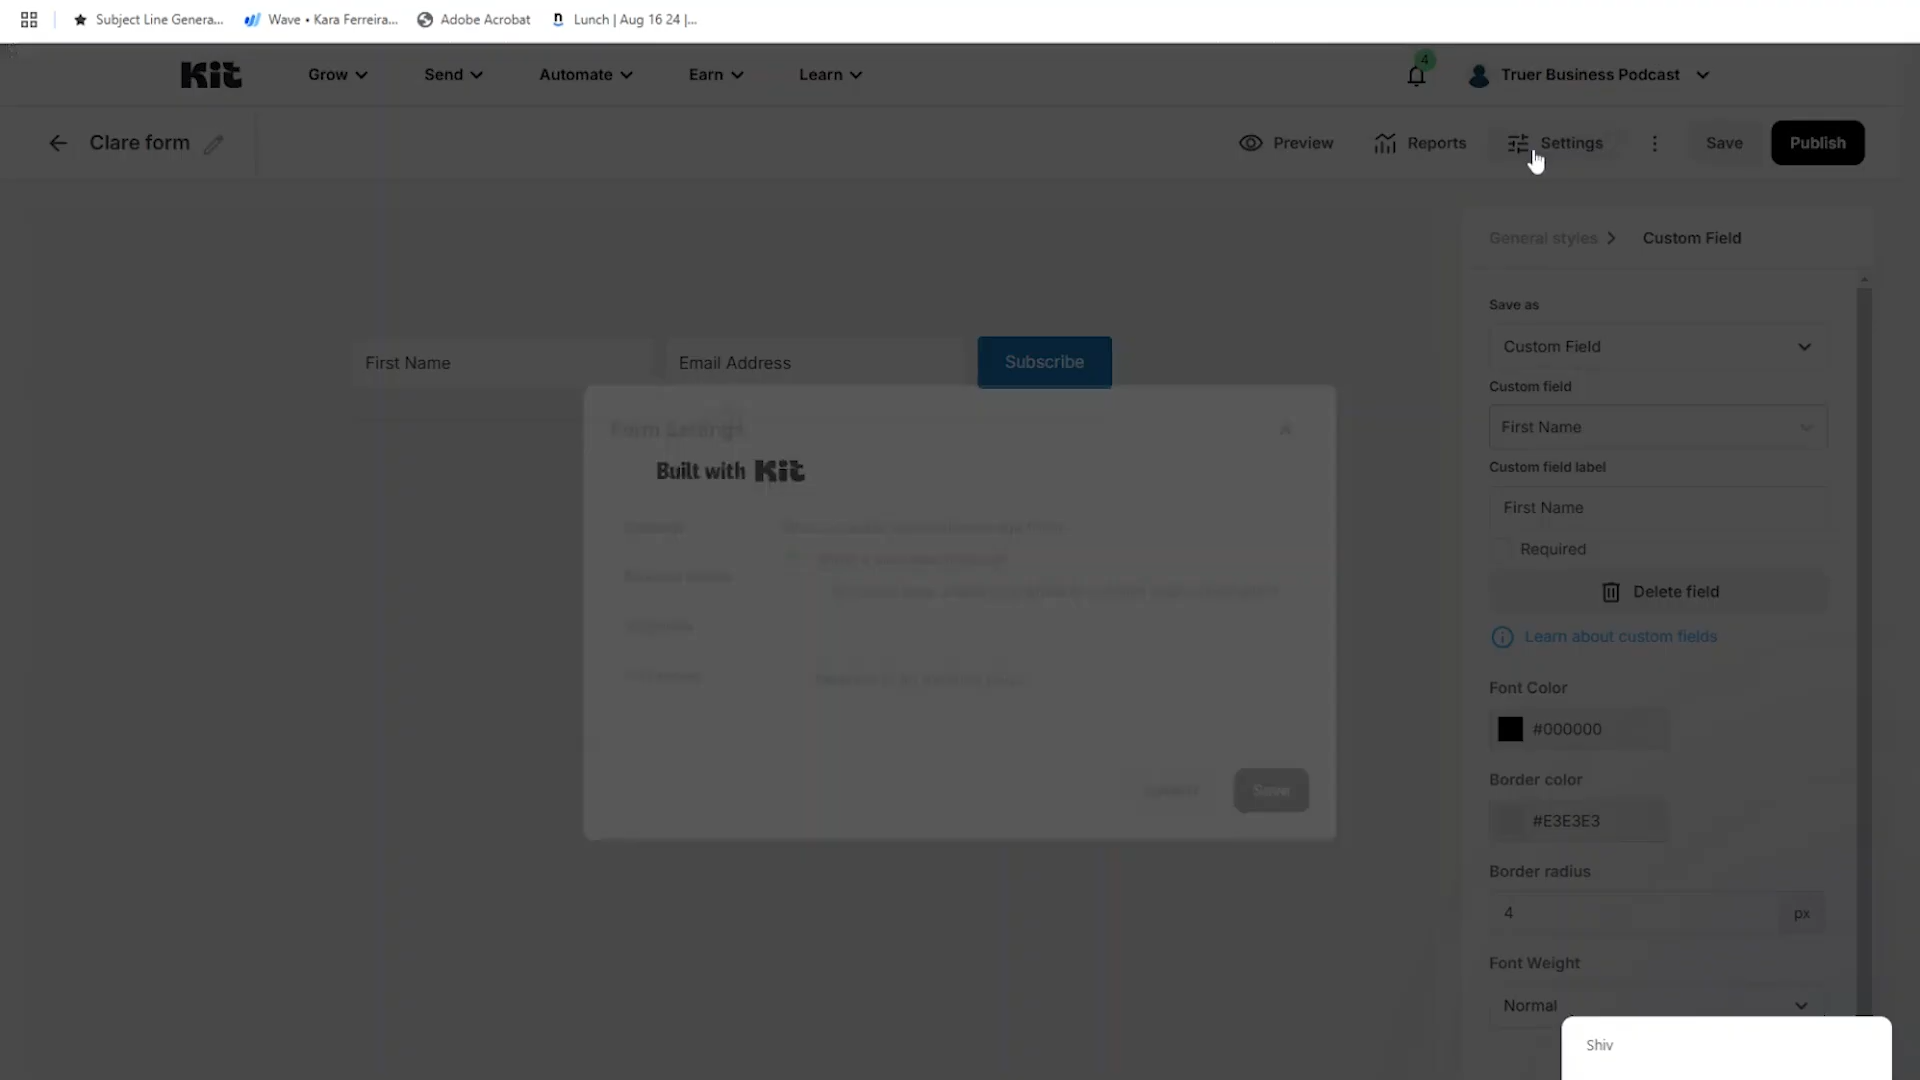 Subject Line Genera...
Wave • Kara Ferreira...
Adobe Acrobat
Lunch | Aug 16 24 |...
Kit
Grow
Send
Automate
Earn
Learn
4
Truer Business Podcast
Clare form
Preview
Reports
Settings
Save
Publish
General styles
Custom Field
Save as
Custom Field
Custom field
First Name
Custom field label
First Name
Required
Delete field
Learn about custom fields
Font Color
#000000
Border color
#E3E3E3
Border radius
4
px
Font Weight
Normal
First Name
Email Address
Subscribe
Form Settings
Built with Kit
Save
Shiv